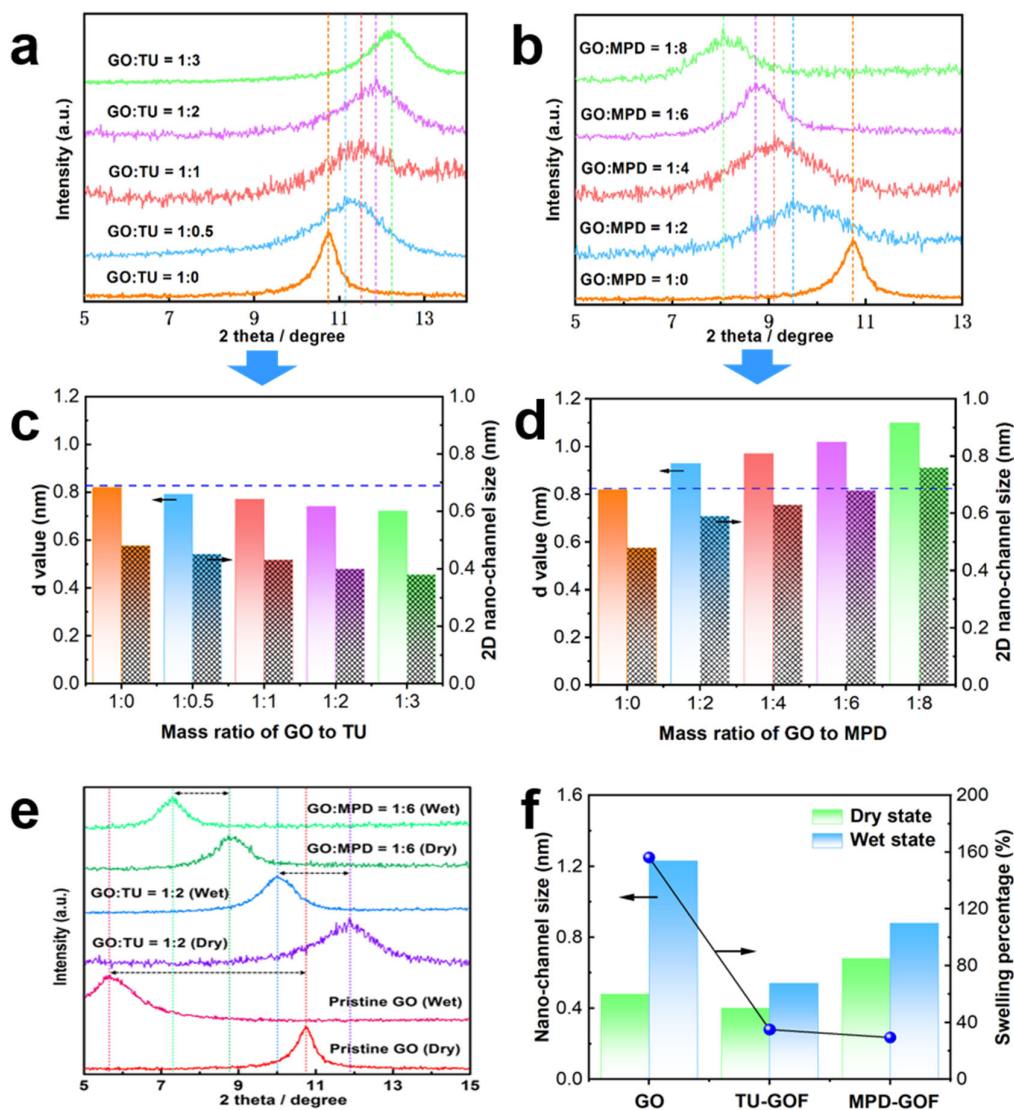 a
GO:TU = 1:3
GO:TU = 1:2
GO:TU = 1:1
GO:TU = 1:0.5
GO:TU = 1:0
Intensity (a.u.)
5 7 9 11 13
2 theta / degree
b
GO:MPD = 1:8
GO:MPD = 1:6
GO:MPD = 1:4
GO:MPD = 1:2
GO:MPD = 1:0
Intensity (a.u.)
5 7 9 11 13
2 theta / degree
c
1.2
1.0
0.8
0.6
0.4
0.2
0.0
d value (nm)
1.0
0.8
0.6
0.4
0.2
0.0
2D nano-channel size (nm)
1:0 1:0.5 1:1 1:2 1:3
Mass ratio of GO to TU
d
1.2
1.0
0.8
0.6
0.4
0.2
0.0
d value (nm)
1.0
0.8
0.6
0.4
0.2
0.0
2D nano-channel size (nm)
1:0 1:2 1:4 1:6 1:8
Mass ratio of GO to MPD
e
GO:MPD = 1:6 (Wet)
GO:MPD = 1:6 (Dry)
GO:TU = 1:2 (Wet)
GO:TU = 1:2 (Dry)
Pristine GO (Wet)
Pristine GO (Dry)
Intensity (a.u.)
5 7 9 11 13 15
2 theta / degree
f
Dry state
Wet state
1.6
1.2
0.8
0.4
0.0
Nano-channel size (nm)
200
160
110
80
40
0
Swelling percentage (%)
GO TU-GOF MPD-GOF